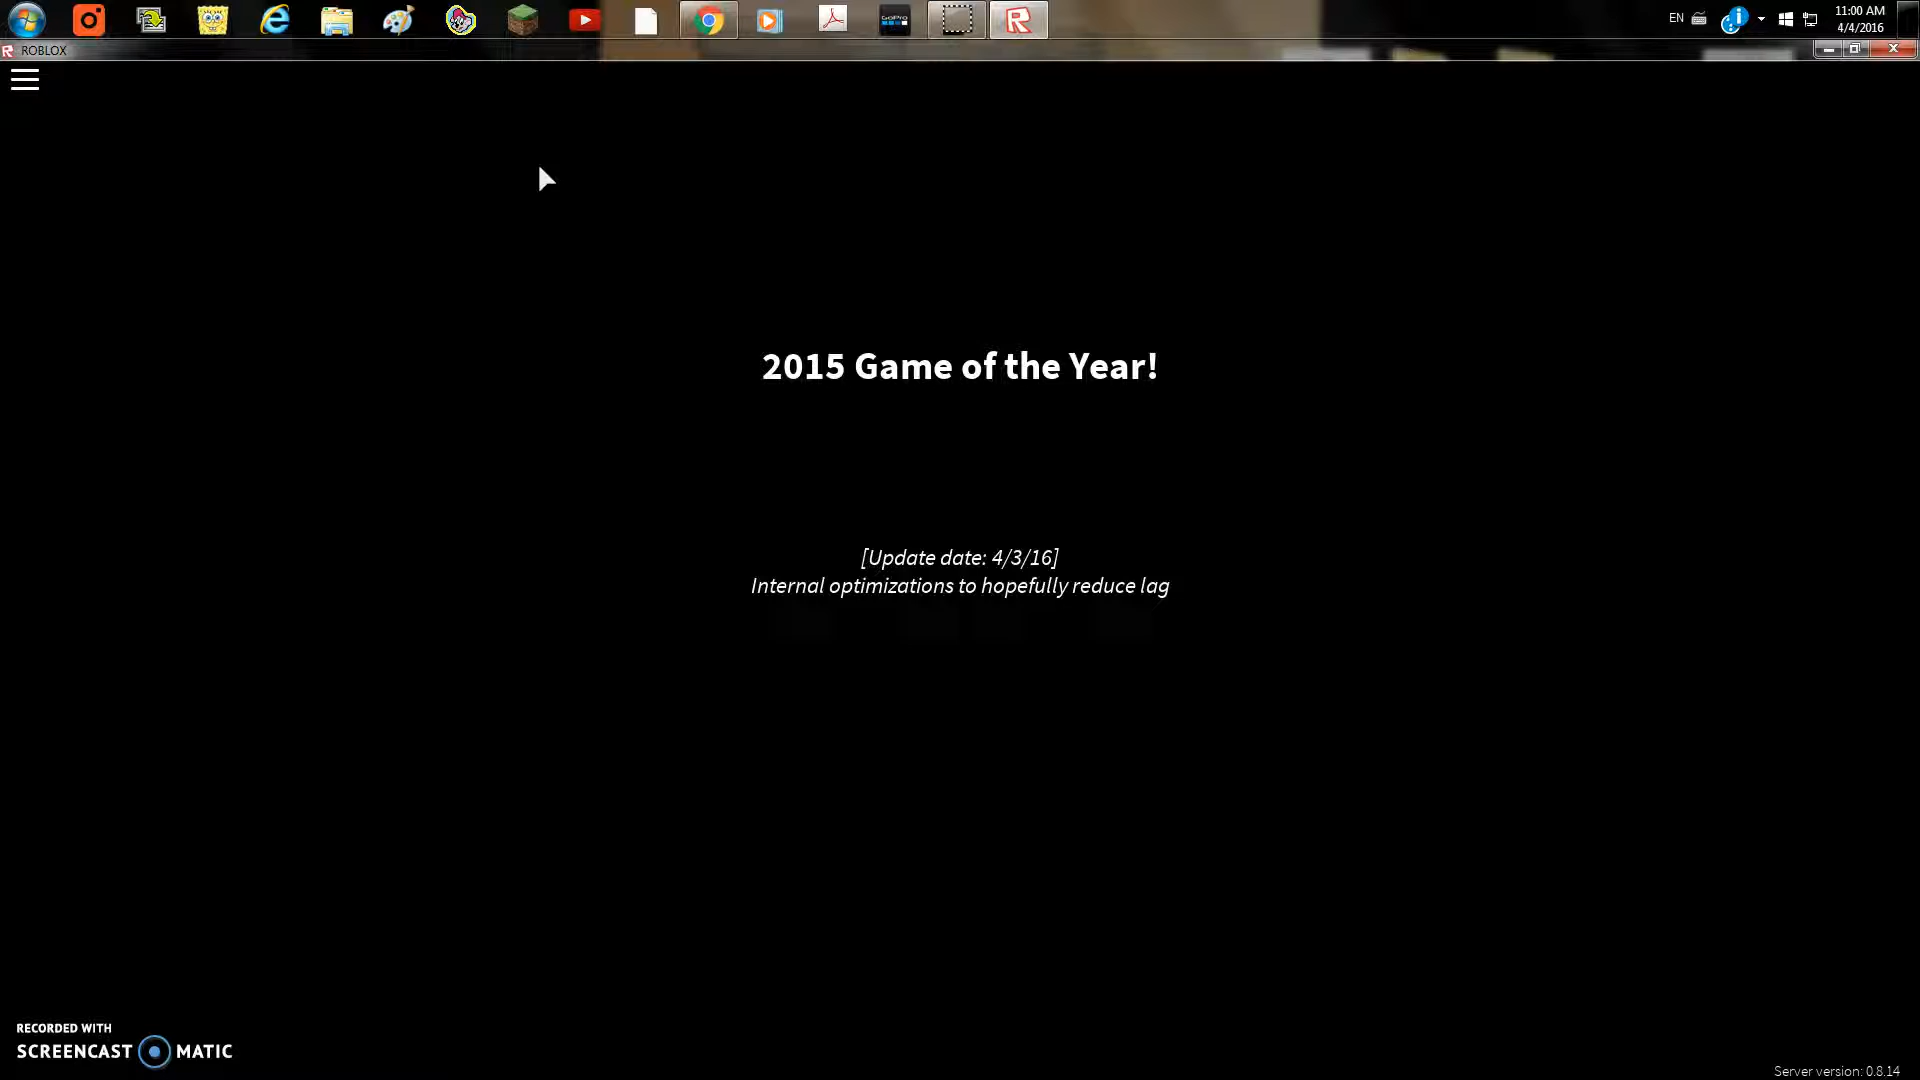 EN
11:00 AM
4/4/2016
ROBLOX
GoPro
2015 Game of the Year!
[Update date: 4/3/16]
Internal optimizations to hopefully reduce lag
RECORDED WITH
SCREENCAST MATIC
Server version: 0.8.14